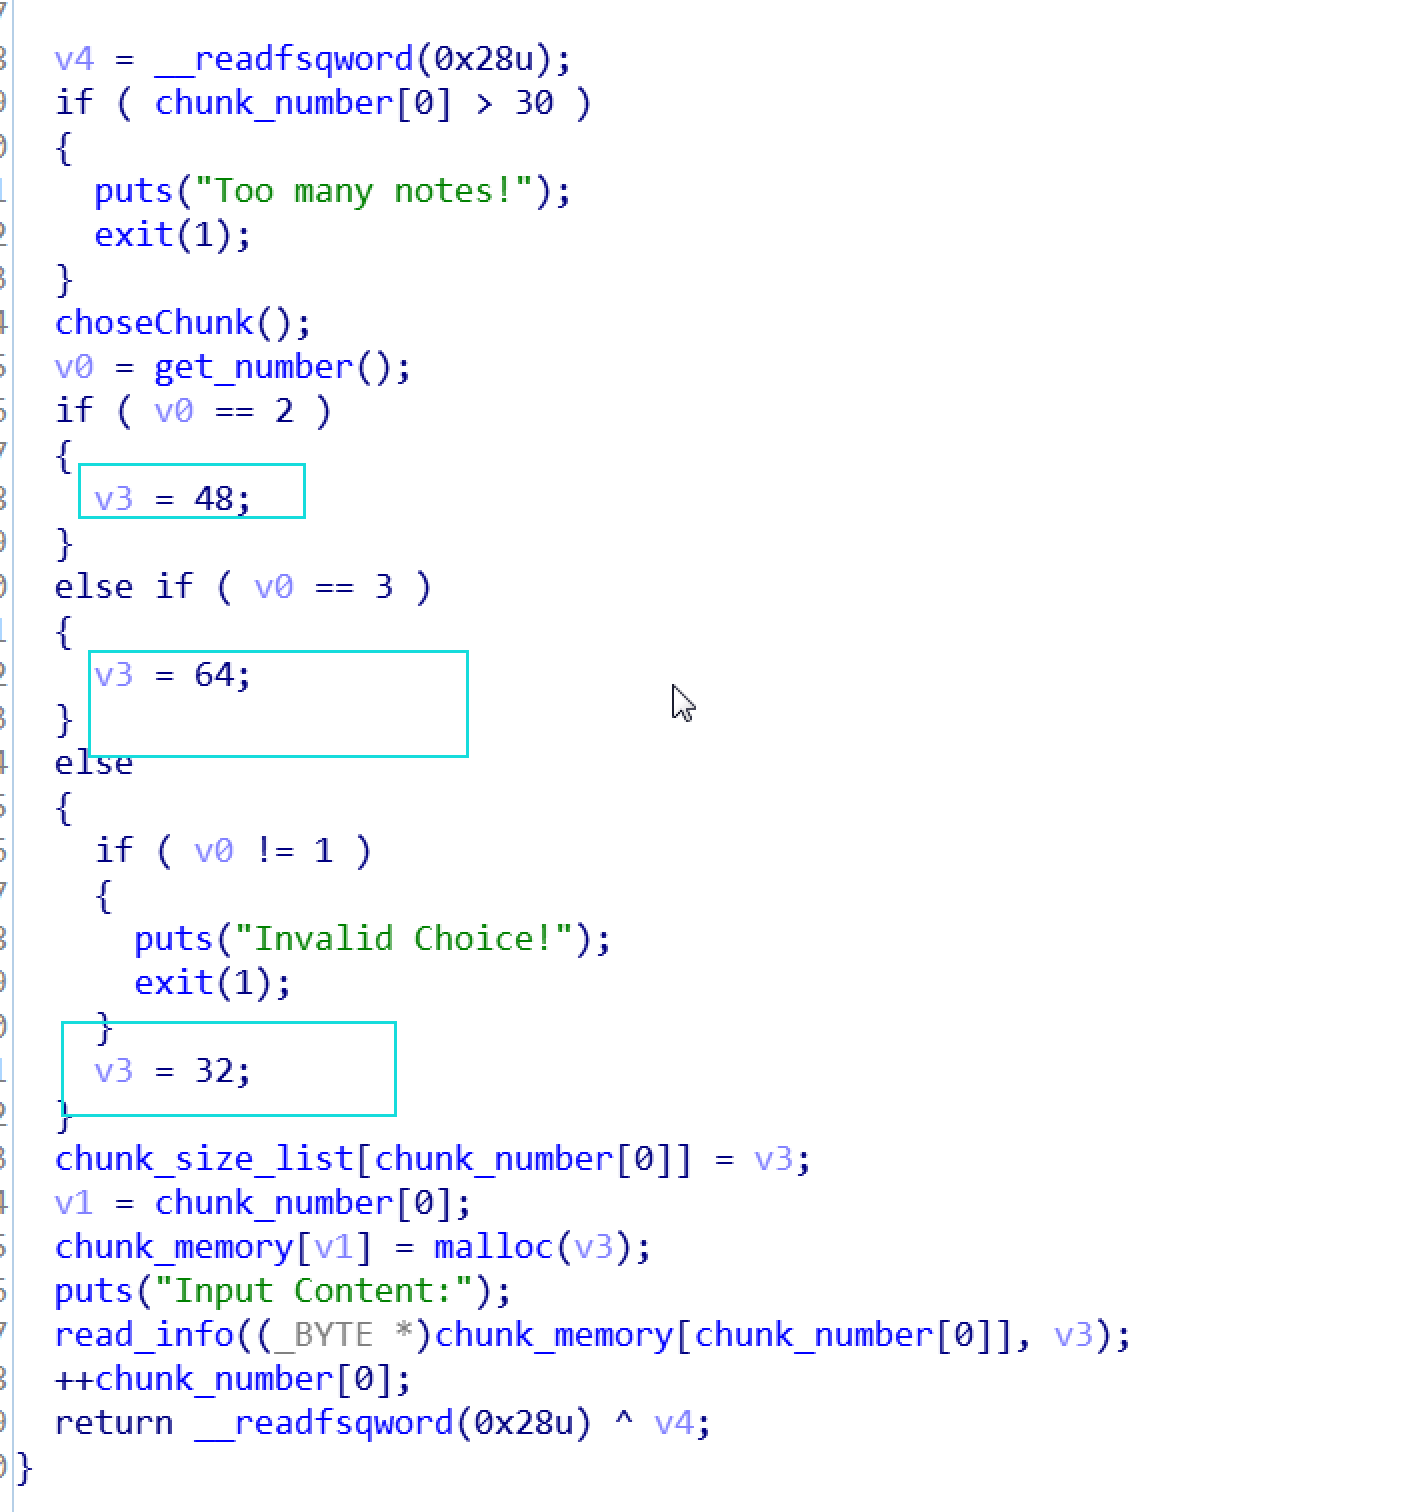 v4 = __readfsqword(0x28u);
if ( chunk_number[0] > 30 )
{
puts("Too many notes!");
exit(1);
}
choseChunk();
v0 = get_number();
if ( v0 == 2 )
{
v3 = 48;
}
else if ( v0 == 3 )
{
v3 = 64;
}
else
{
if ( v0 != 1 )
{
puts("Invalid Choice!");
exit(1);
}
v3 = 32;
}
chunk_size_list[chunk_number[0]] = v3;
v1 = chunk_number[0];
chunk_memory[v1] = malloc(v3);
puts("Input Content:");
read_info((_BYTE *)chunk_memory[chunk_number[0]], v3);
++chunk_number[0];
return __readfsqword(0x28u) ^ v4;
}